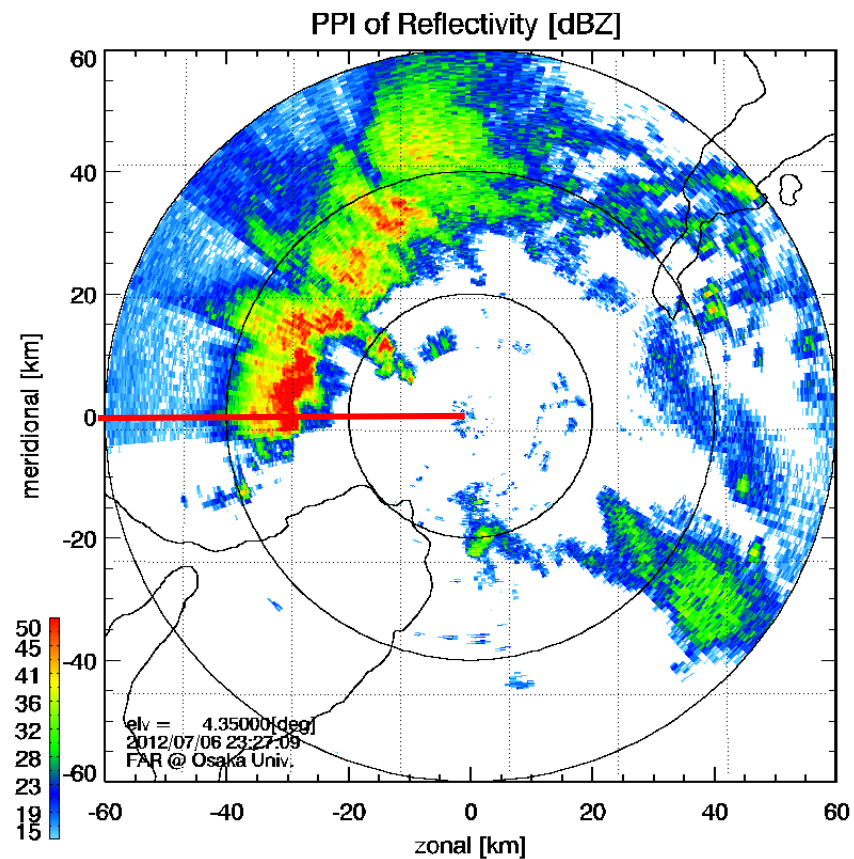 PPI of Reflectivity [dBZ]
60
40
20
0
-20
-40
-60
meridional [km]
50
45
41
36
32
28
23
19
15
elv = 4.35000[deg]
2012/07/06 23:27:09
FAR @ Osaka Univ.
-60 -40 -20 0 20 40 60
zonal [km]